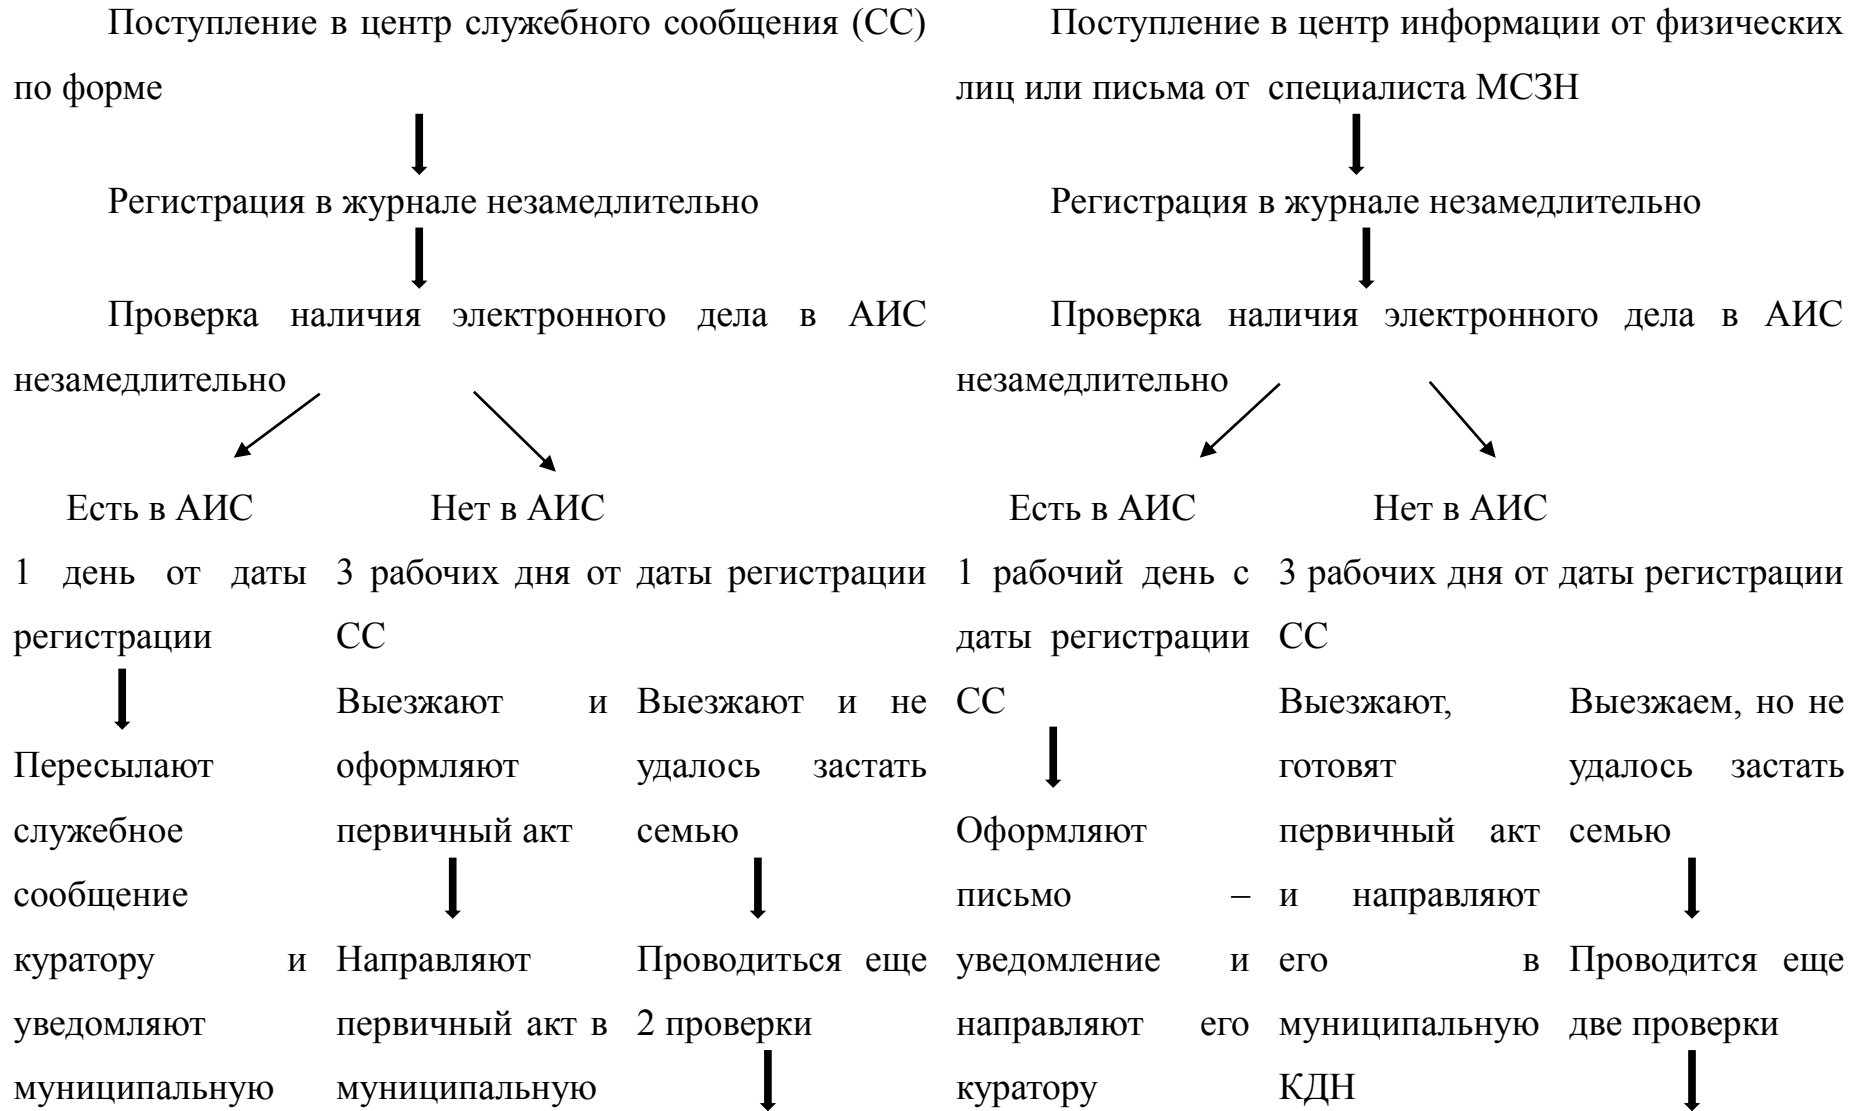 Поступление в центр служебного сообщения (СС)
по форме
Регистрация в журнале незамедлительно
Проверка наличия электронного дела в АИС
незамедлительно
Есть в АИС
Нет в АИС
1 день от даты
регистрации
Пересылают
служебное
сообщение
куратору и
уведомляют
муниципальную
3 рабочих дня от даты регистрации
СС
Выезжают и
оформляют
первичный акт
Направляют
первичный акт в
муниципальную
Выезжают и не
удалось застать
семью
Проводиться еще
2 проверки
Поступление в центр информации от физических
лиц или письма от специалиста МСЗН
Регистрация в журнале незамедлительно
Проверка наличия электронного дела в АИС
незамедлительно
Есть в АИС
Нет в АИС
1 рабочий день с
даты регистрации
СС
Оформляют
письмо –
уведомление и
направляют его
куратору
3 рабочих дня от даты регистрации
СС
Выезжают,
готовят
первичный акт
и направляют
его в
муниципальную
КДН
Выезжаем, но не
удалось застать
семью
Проводится еще
две проверки